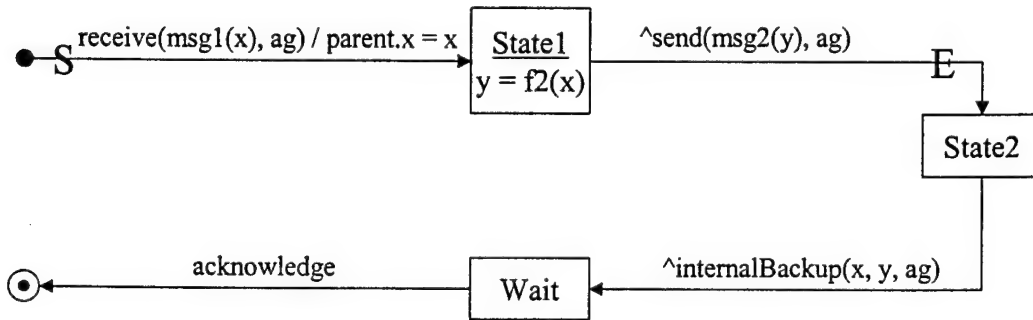 receive(msg1(x), ag) / parent.x = x
S
State1
y = f2(x)
^send(msg2(y), ag)
E
State2
^internalBackup(x, y, ag)
Wait
acknowledge